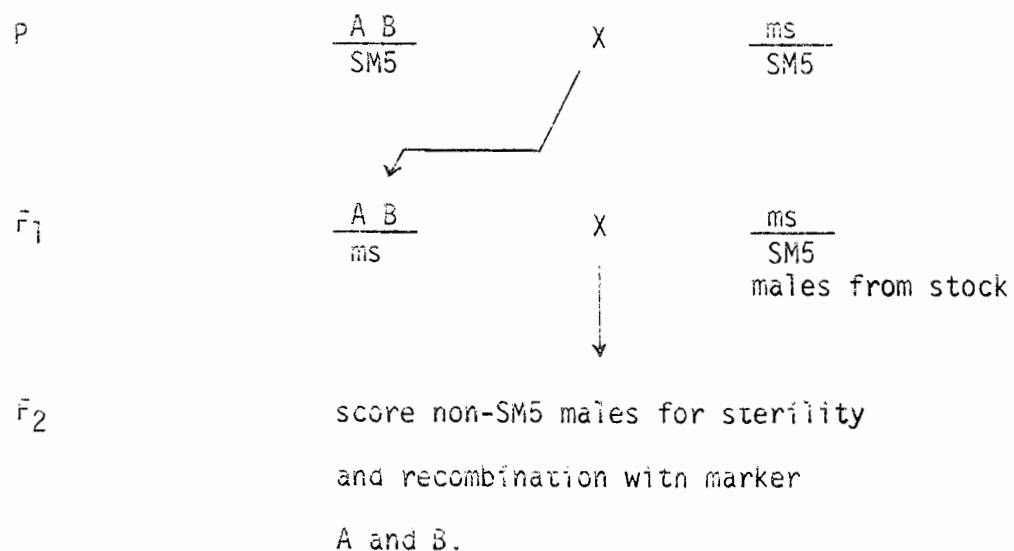 P A B X ms
SM5 SM5
F1 A B X ms
ms SM5
males from stock
F2 score non-SM5 males for sterility
and recombination with marker
A and B.